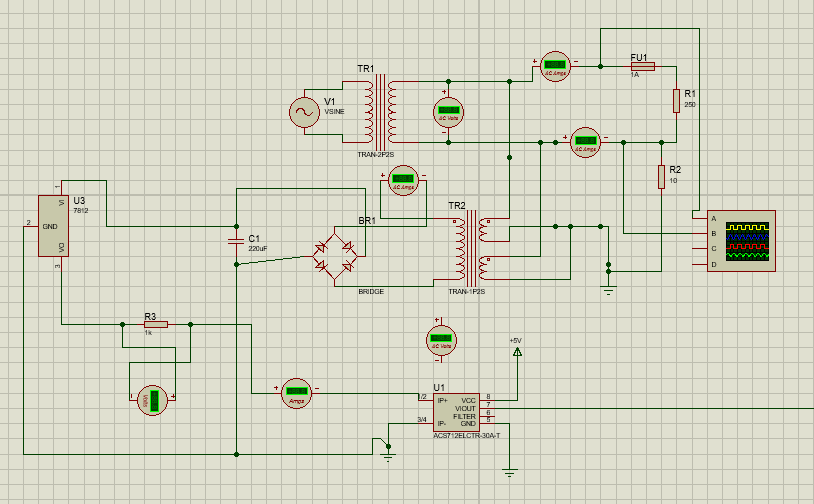 TR1
V1
VSINE
TRAN-2P2S
+
-
AC Volts
+
-
AC Amps
FU1
1A
R1
250
+
-
AC Amps
R2
10
+
-
AC Amps
TR2
TRAN-1P2S
A
B
C
D
1
U3
7812
VI
2
GND
VO
3
C1
220uF
BR1
BRIDGE
R3
1k
Volts
+
+
-
Amps
+
-
AC Volts
+5V
U1
1/2
IP+
VCC
8
VIOUT
7
FILTER
6
3/4
IP-
GND
5
ACS712ELCTR-30A-T